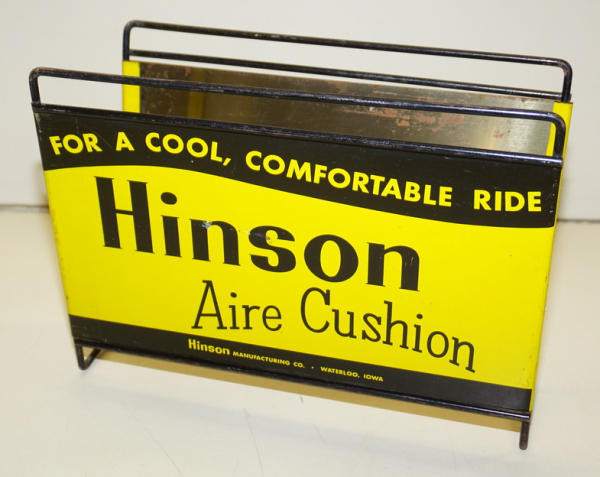 FOR A COOL, COMFORTABLE RIDE
Hinson
Aire Cushion
Hinson MANUFACTURING CO. • WATERLOO, IOWA